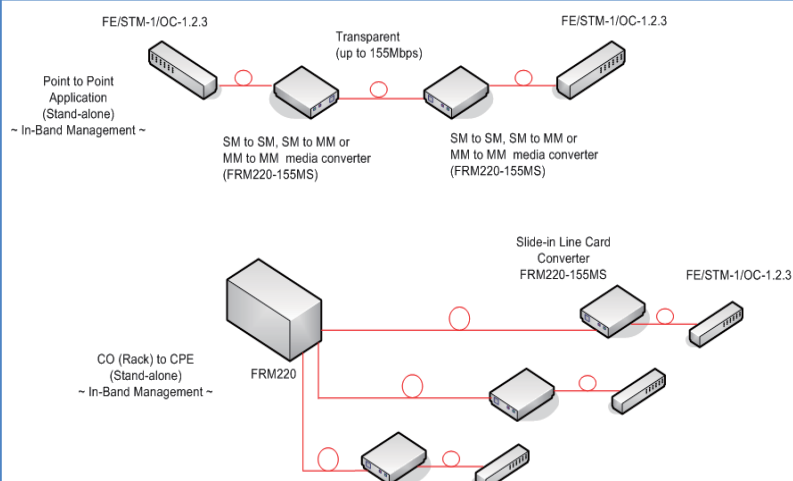 FE/STM-1/OC-1.2.3
FE/STM-1/OC-1.2.3
Transparent
(up to 155Mbps)
Point to Point
Application
(Stand-alone)
~ In-Band Management ~
SM to SM, SM to MM or
MM to MM  media converter
(FRM220-155MS)
SM to SM, SM to MM or
MM to MM  media converter
(FRM220-155MS)
Slide-in Line Card
Converter
FRM220-155MS
FE/STM-1/OC-1.2.3
FRM220
CO (Rack) to CPE
(Stand-alone)
~ In-Band Management ~